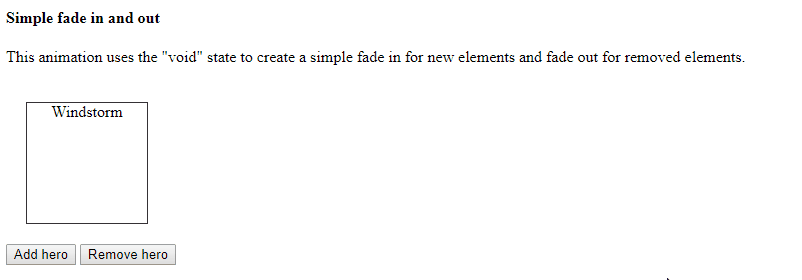 Simple fade in and out
This animation uses the "void" state to create a simple fade in for new elements and fade out for removed elements.
Windstorm
Add hero Remove hero